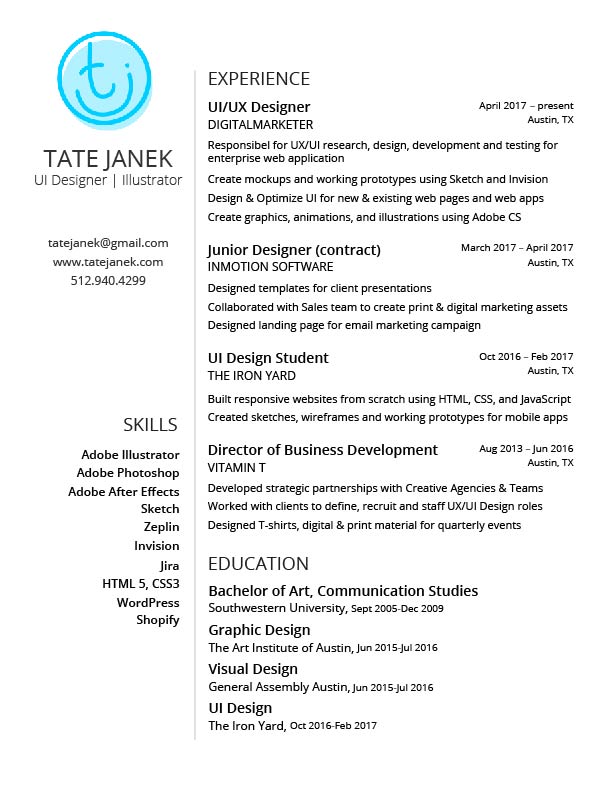 tj
TATE JANEK
UI Designer | Illustrator
tatejanek@gmail.com
www.tatejanek.com
512.940.4299
SKILLS
Adobe Illustrator
Adobe Photoshop
Adobe After Effects
Sketch
Zeplin
Invision
Jira
HTML 5, CSS3
WordPress
Shopify
EXPERIENCE
UI/UX Designer April 2017 – present
DIGITALMARKETER Austin, TX
Responsibel for UX/UI research, design, development and testing for
enterprise web application
Create mockups and working prototypes using Sketch and Invision
Design & Optimize UI for new & existing web pages and web apps
Create graphics, animations, and illustrations using Adobe CS
Junior Designer (contract) March 2017 – April 2017
INMOTION SOFTWARE Austin, TX
Designed templates for client presentations
Collaborated with Sales team to create print & digital marketing assets
Designed landing page for email marketing campaign
UI Design Student Oct 2016 – Feb 2017
THE IRON YARD Austin, TX
Built responsive websites from scratch using HTML, CSS, and JavaScript
Created sketches, wireframes and working prototypes for mobile apps
Director of Business Development Aug 2013 – Jun 2016
VITAMIN T Austin, TX
Developed strategic partnerships with Creative Agencies & Teams
Worked with clients to define, recruit and staff UX/UI Design roles
Designed T-shirts, digital & print material for quarterly events
EDUCATION
Bachelor of Art, Communication Studies
Southwestern University, Sept 2005-Dec 2009
Graphic Design
The Art Institute of Austin, Jun 2015-Jul 2016
Visual Design
General Assembly Austin, Jun 2015-Jul 2016
UI Design
The Iron Yard, Oct 2016-Feb 2017